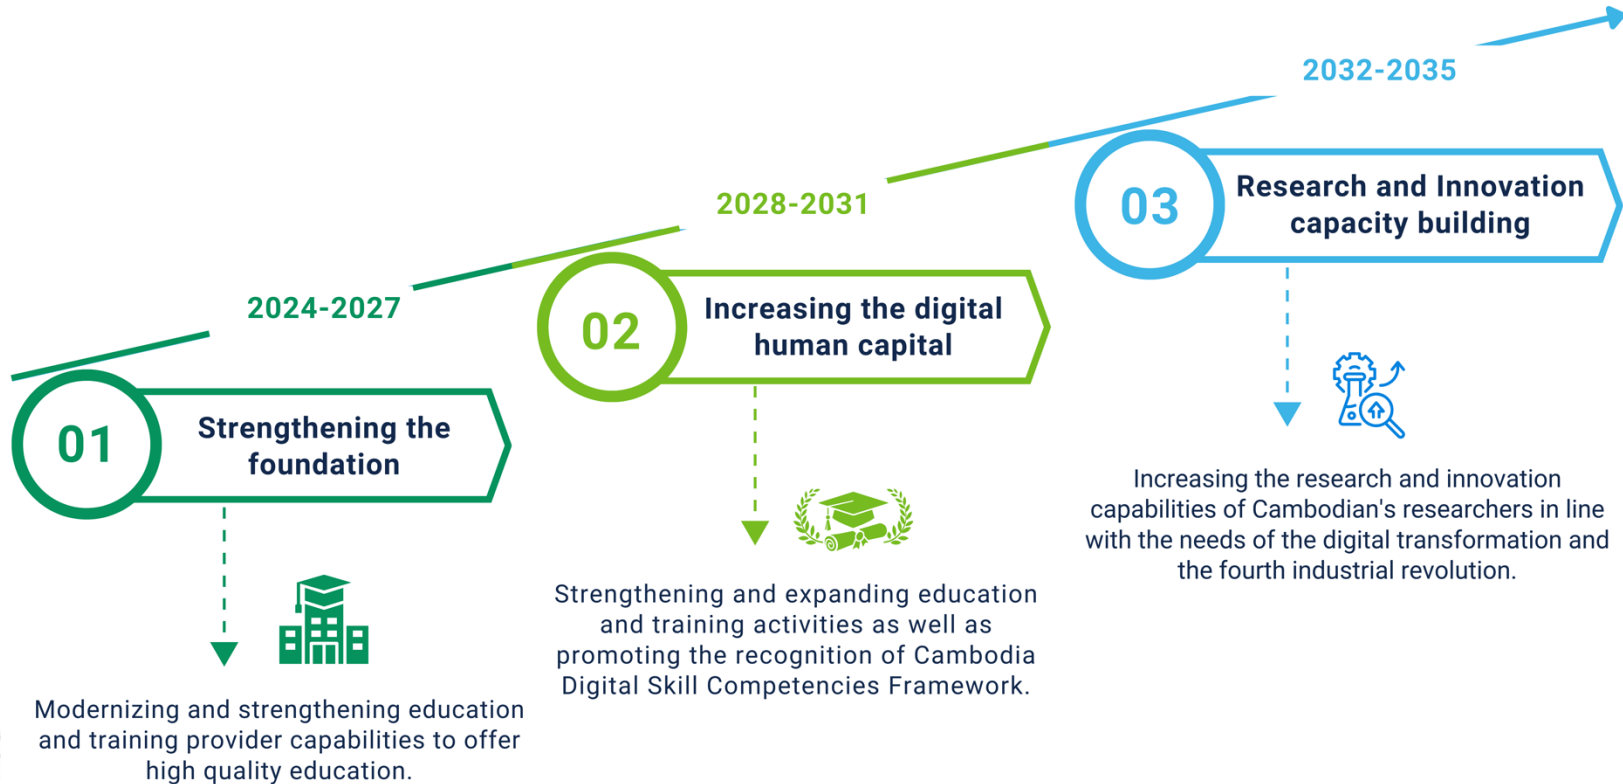 2024-2027
01
Strengthening the
foundation
Modernizing and strengthening education
and training provider capabilities to offer
high quality education.
2028-2031
02
Increasing the digital
human capital
Strengthening and expanding education
and training activities as well as
promoting the recognition of Cambodia
Digital Skill Competencies Framework.
2032-2035
03
Research and Innovation
capacity building
Increasing the research and innovation
capabilities of Cambodian's researchers in line
with the needs of the digital transformation and
the fourth industrial revolution.